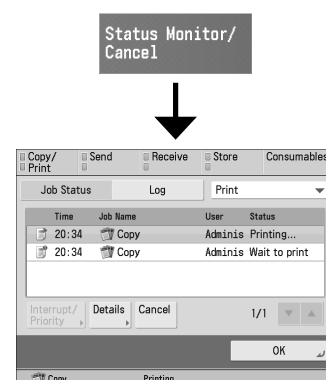 Status Monitor/
Cancel
Copy/
Print
Send
Receive
Store
Consumables
Job Status
Log
Print
Time Job Name User Status
20:34 Copy Adminis Printing...
20:34 Copy Adminis Wait to print
Interrupt/
Priority
Details
Cancel
1/1
OK
Copy Printing